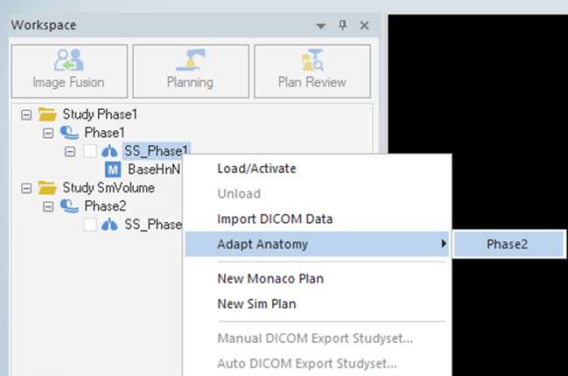 Workspace
Image Fusion
Planning
Plan Review
Study Phase1
Phase1
SS_Phase1
M BaseHnN
Study SmVolume
Phase2
SS_Phase
Load/Activate
Unload
Import DICOM Data
Adapt Anatomy
Phase2
New Monaco Plan
New Sim Plan
Manual DICOM Export Studyset...
Auto DICOM Export Studyset...